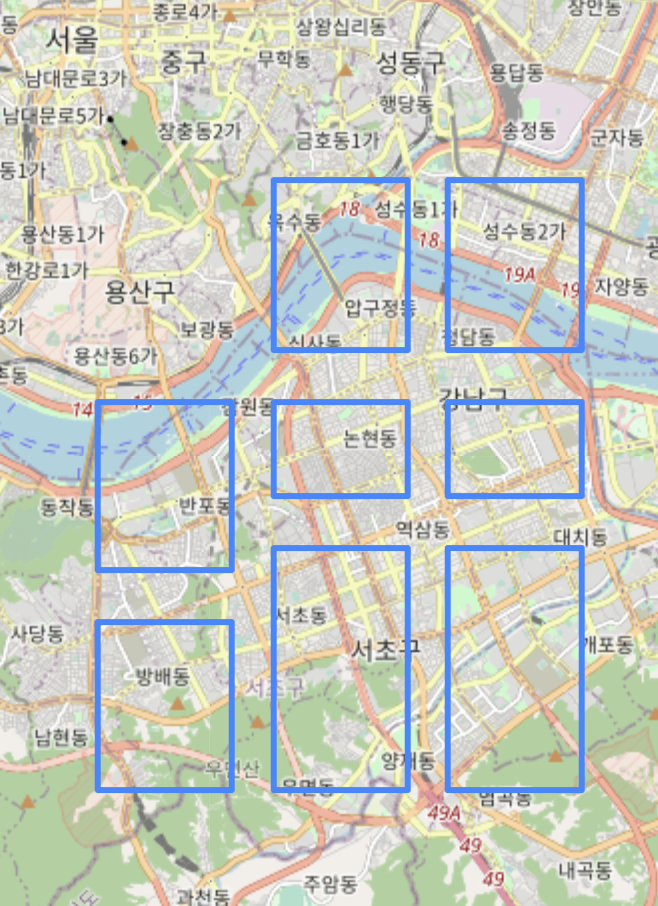 종로4가
장안동
서울
상왕십리동
중구
무학동
성동구
용답동
남대문로3가
행당동
남대문로5가
장충동2가
금호동1가
송정동
군자동
동1가
옥수동
18
성수동1가
용산동1가
18
성수동2가
한강로1가
19A
용산구
19
자양동
압구정동
보광동
신사동
청담동
용산동6가
14
15
잠원동
강남구
논현동
동작동
반포동
역삼동
대치동
서초동
사당동
서초구
개포동
방배동
서초구
남현동
우면산
양재동
우면동
염곡동
49A
49
내곡동
49
주암동
과천동